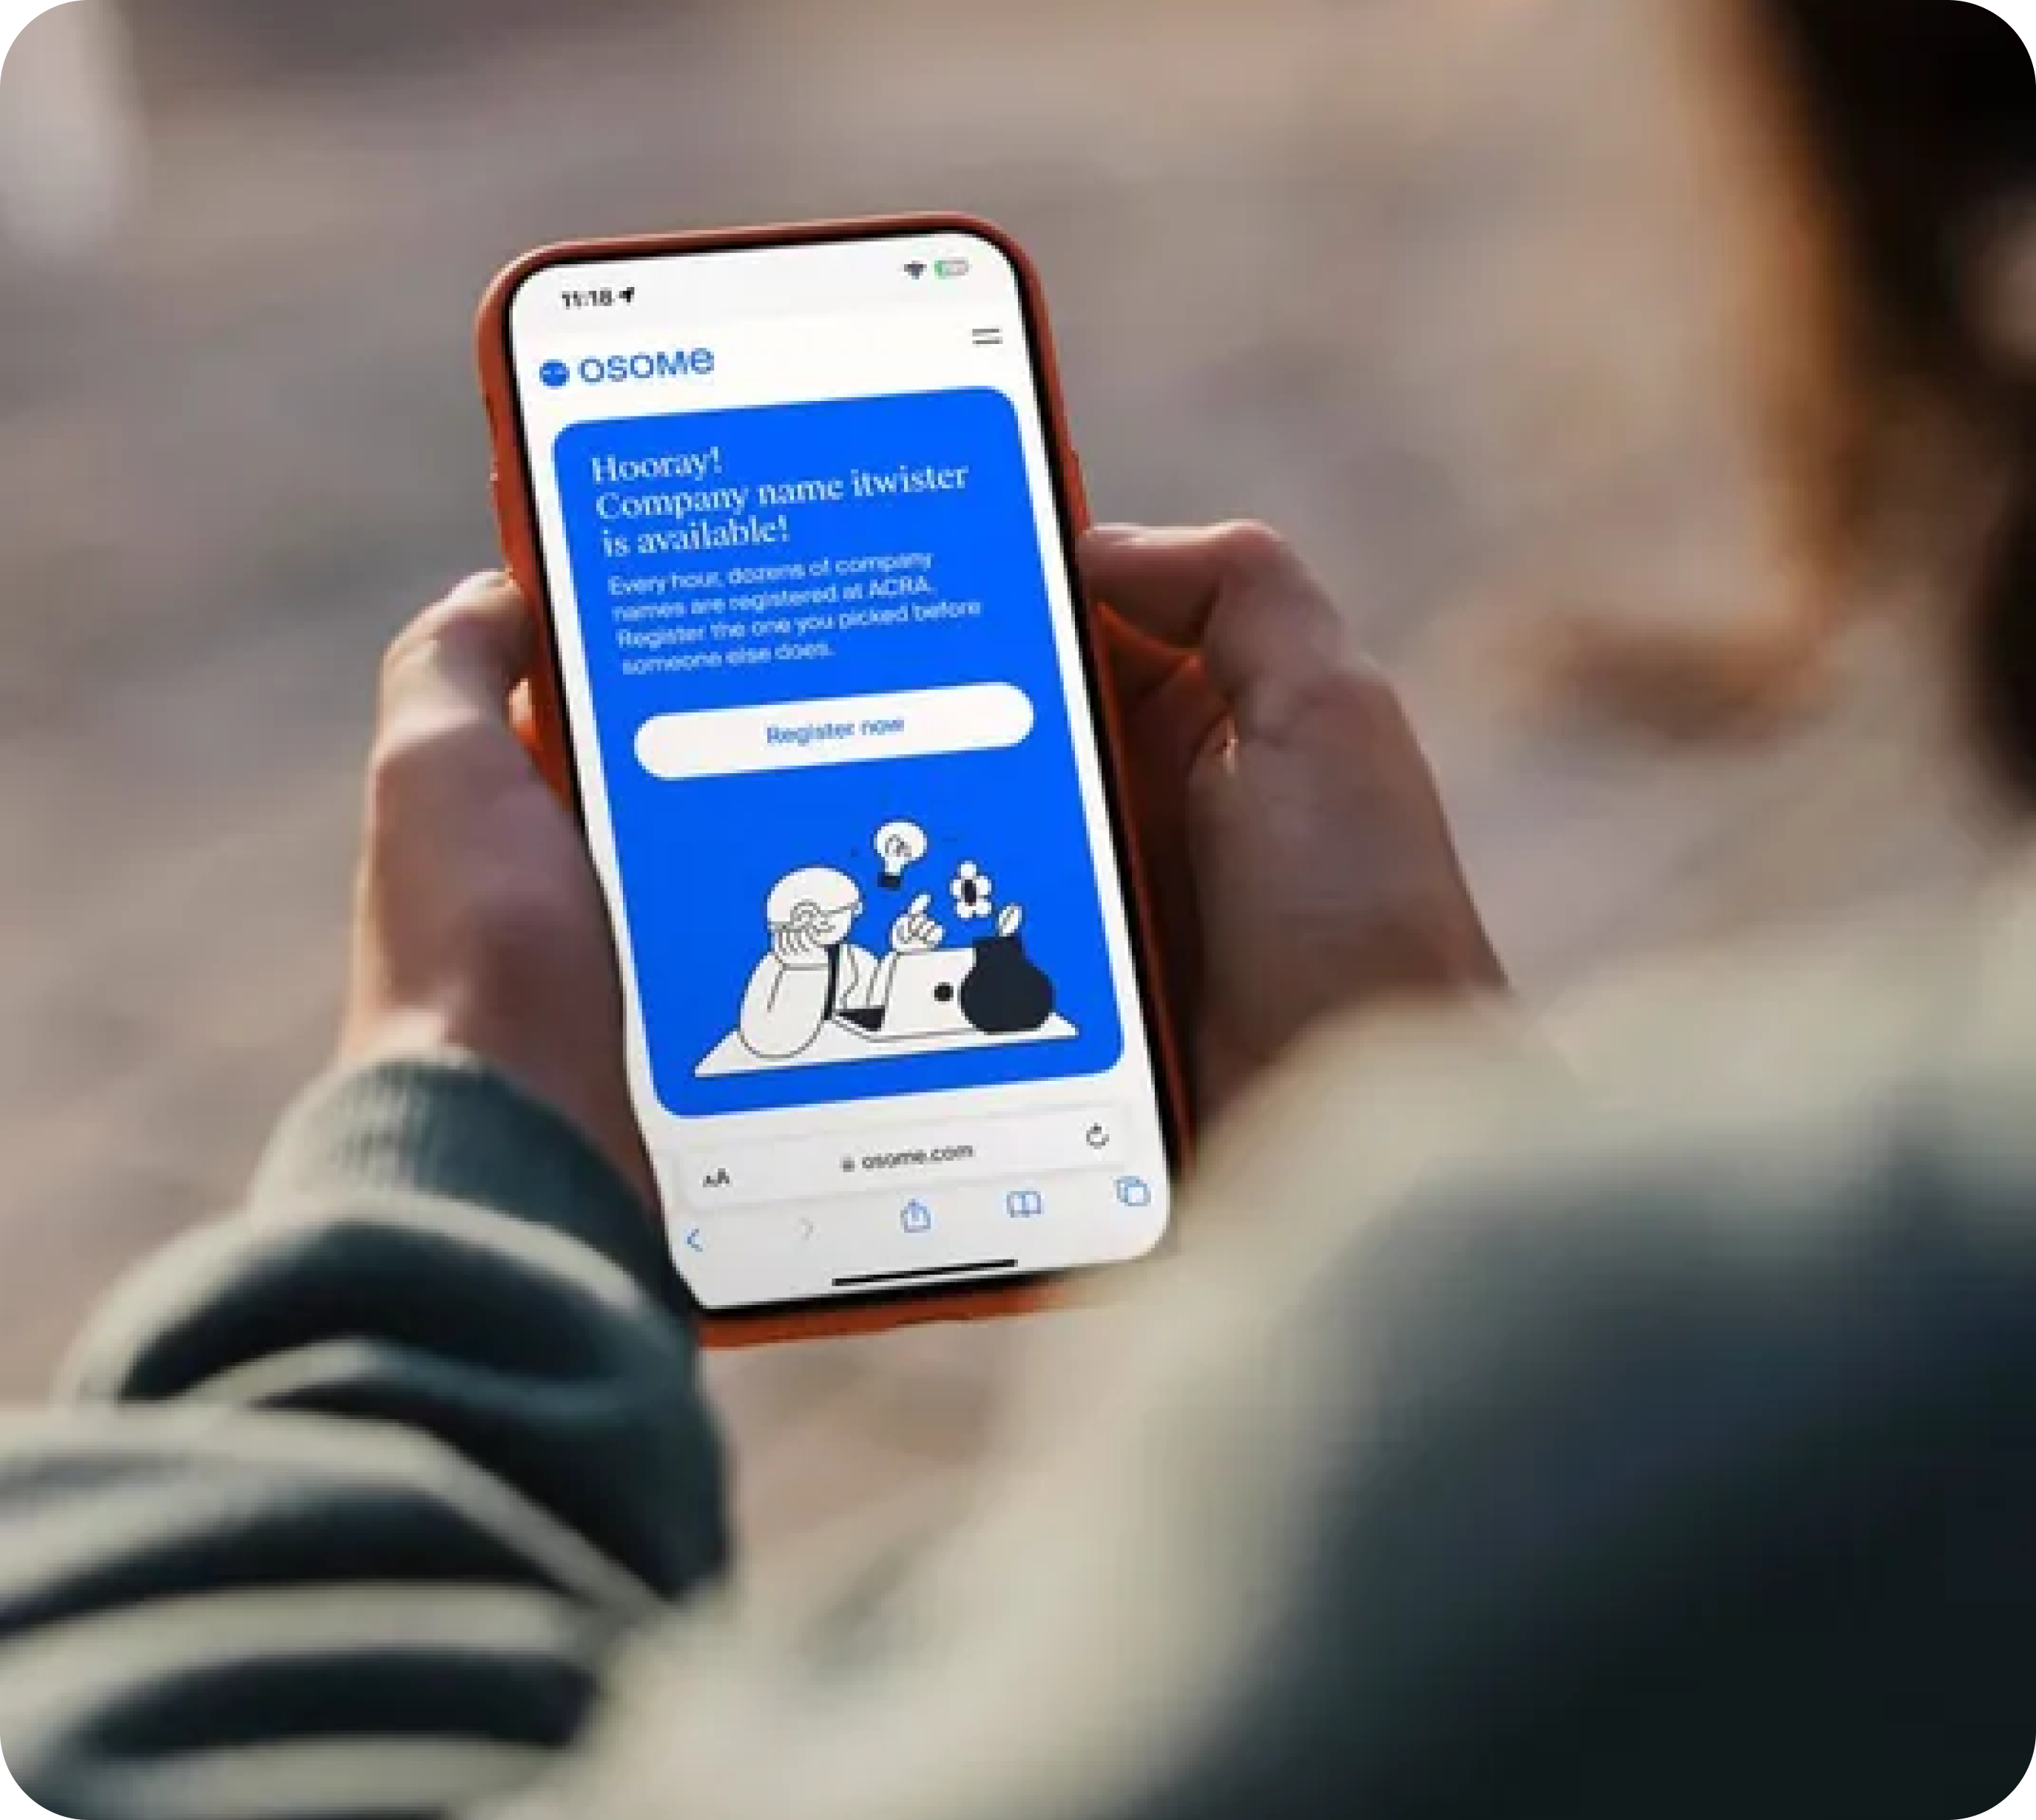 11:18
osome
Hooray!
Company name itwister
is available!
Every hour, dozens of company
names are registered at ACRA.
Register the one you picked before
someone else does.
Register now
AA
osome.com